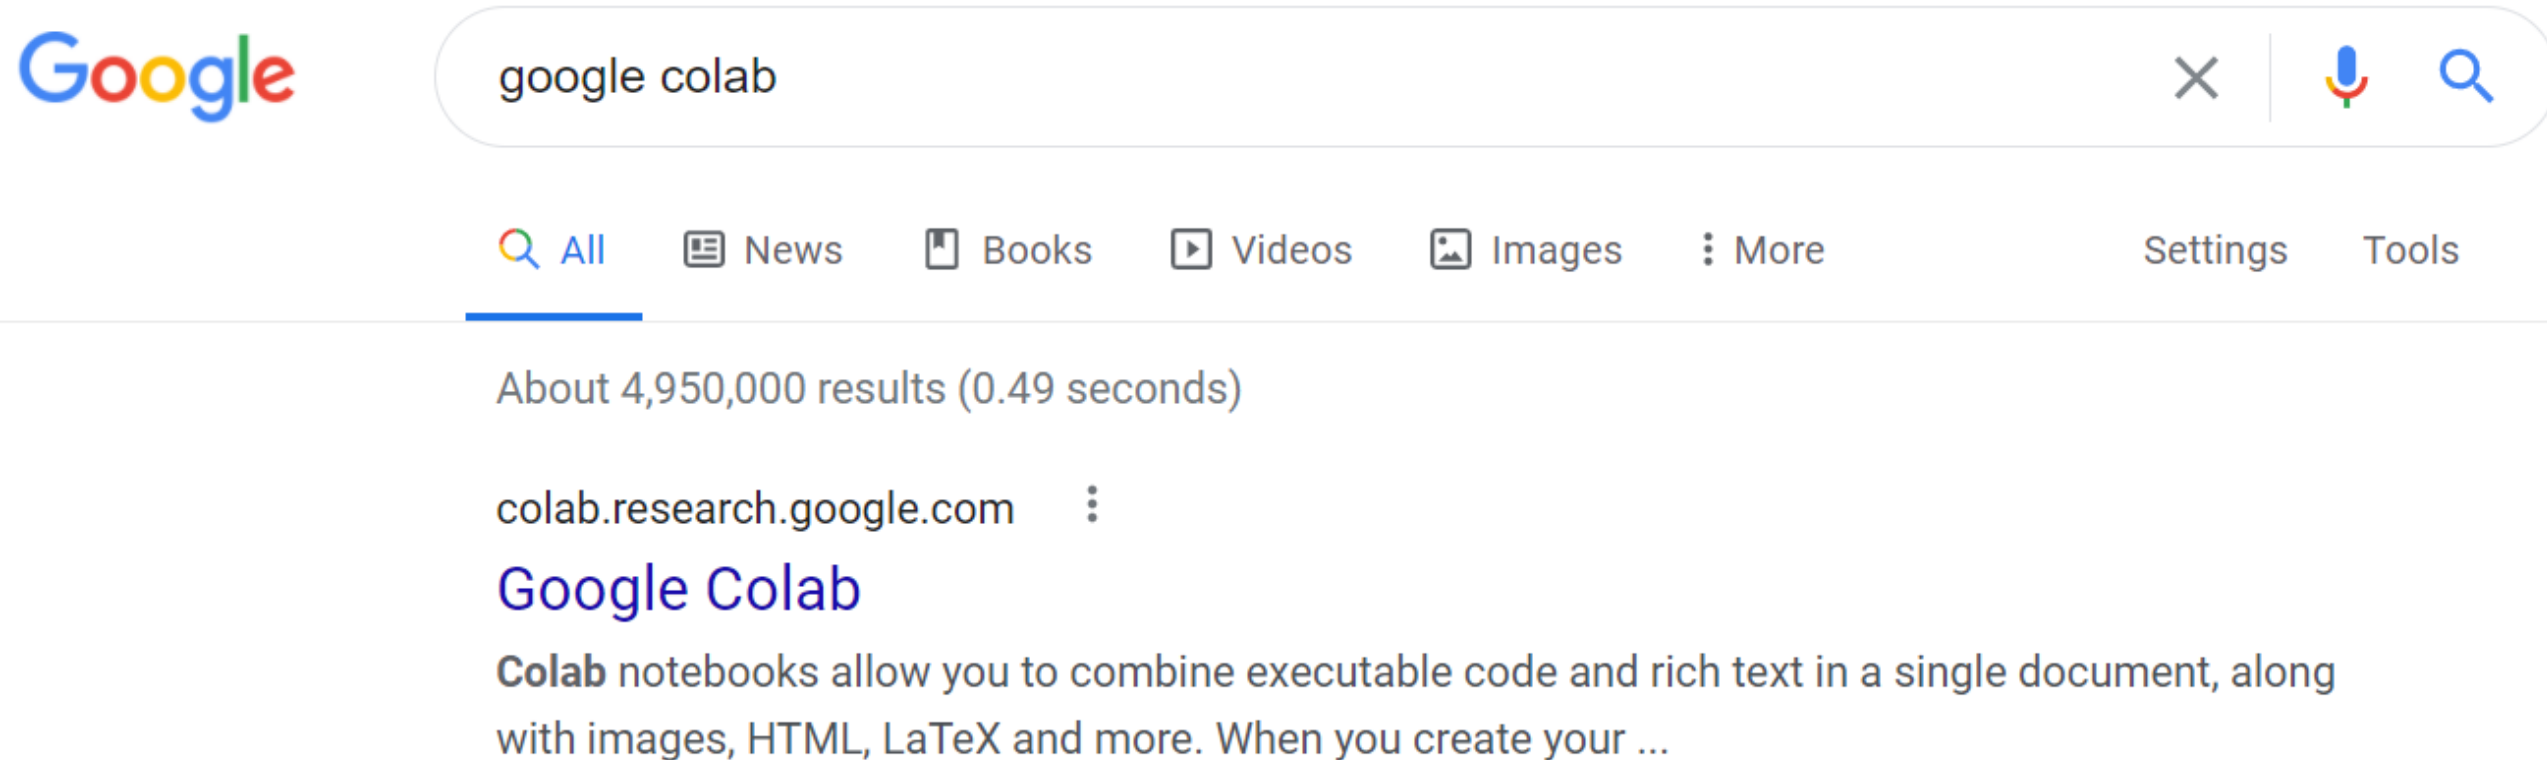 Google google colab
All News Books Videos Images More Settings Tools
About 4,950,000 results (0.49 seconds)
colab.research.google.com
Google Colab
Colab notebooks allow you to combine executable code and rich text in a single document, along
with images, HTML, LaTeX and more. When you create your ...